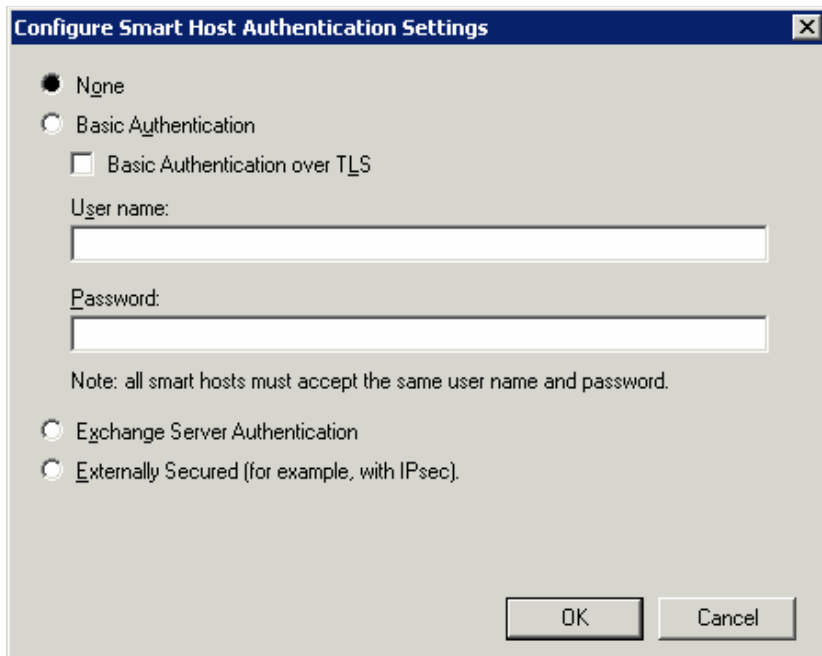 Configure Smart Host Authentication Settings
None
Basic Authentication
Basic Authentication over TLS
User name:
Password:
Note: all smart hosts must accept the same user name and password.
Exchange Server Authentication
Externally Secured (for example, with IPsec).
OK Cancel